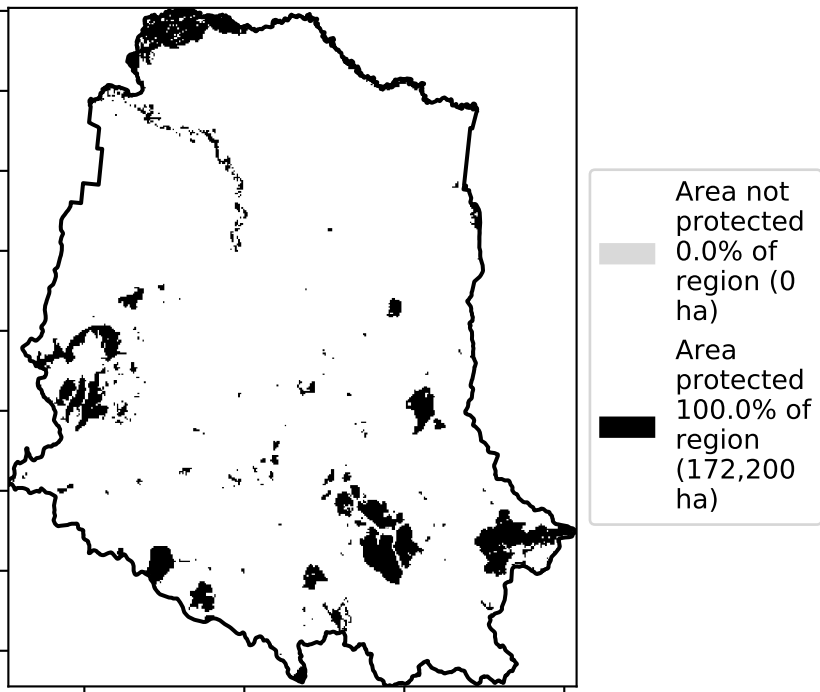 Area not
protected
0.0% of
region (0
ha)
Area
protected
100.0% of
region
(172,200
ha)